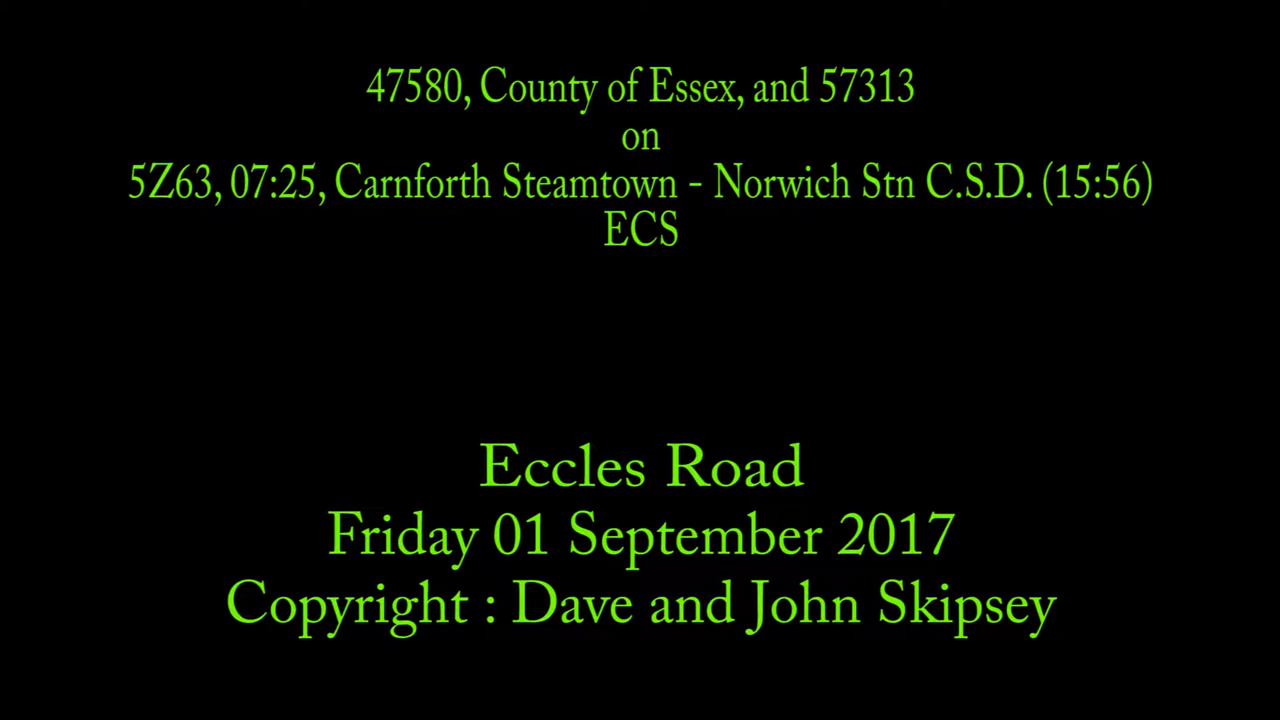 47580, County of Essex, and 57313
on
5Z63, 07:25, Carnforth Steamtown - Norwich Stn C.S.D. (15:56)
ECS
Eccles Road
Friday 01 September 2017
Copyright : Dave and John Skipsey